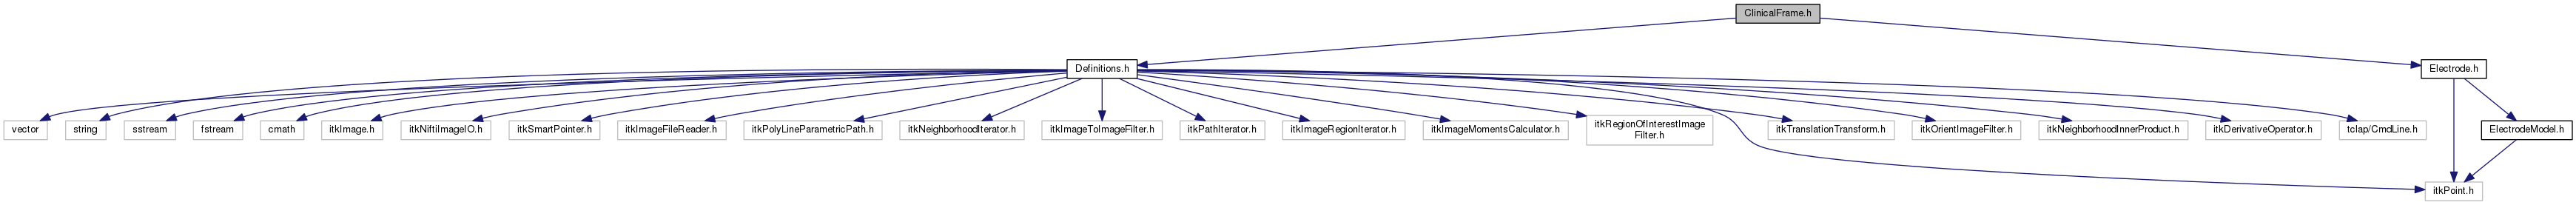 ClinicalFrame.h
Definitions.h
Electrode.h
vector
string
sstream
fstream
cmath
itkImage.h
itkNiftiImageIO.h
itkSmartPointer.h
itkImageFileReader.h
itkPolyLineParametricPath.h
itkNeighborhoodIterator.h
itkImageToImageFilter.h
itkPathIterator.h
itkImageRegionIterator.h
itkImageMomentsCalculator.h
itkRegionOfInterestImage
Filter.h
itkTranslationTransform.h
itkOrientImageFilter.h
itkNeighborhoodInnerProduct.h
itkDerivativeOperator.h
tclap/CmdLine.h
ElectrodeModel.h
itkPoint.h